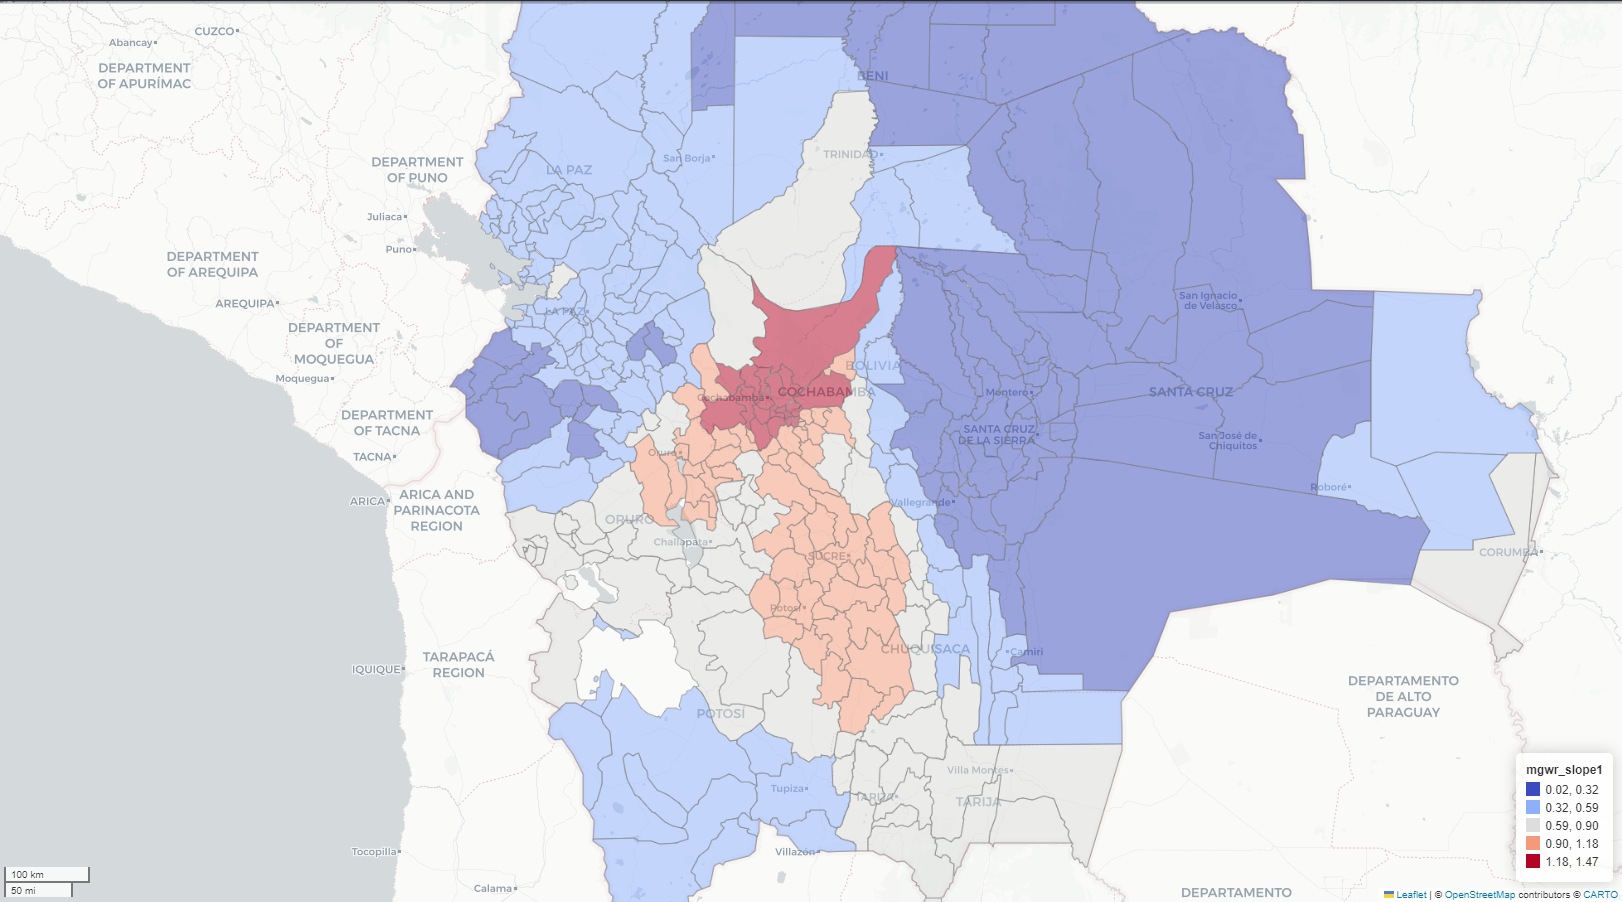 CUZCO
Abancay
DEPARTMENT
OF APURÍMAC
BENI
DEPARTMENT
OF PUNO
San Borja
TRINIDAD
LA PAZ
Juliaca
Puno
DEPARTMENT
OF AREQUIPA
AREQUIPA
LA PAZ
San Ignacio
de Velasco
DEPARTMENT
OF
MOQUEGUA
Moquegua
BOLIVIA
Cochabamba
COCHABAMBA
Montero
SANTA CRUZ
DEPARTMENT
OF TACNA
TACNA
Oruro
SANTA CRUZ
DE LA SIERRA
San José de
Chiquitos
ARICA
ARICA AND
PARINACOTA
REGION
Vallegrande
Roboré
ORURO
Challapata
SUCRE
CORUMBÁ
Potosí
CHUQUISACA
Camiri
IQUIQUE
TARAPACÁ
REGION
DEPARTAMENTO
DE ALTO
PARAGUAY
POTOSÍ
Villa Montes
TARIJA
TARIJA
Tupiza
Tocopilla
Villazón
Calama
DEPARTAMENTO
mgwr_slope1
0.02, 0.32
0.32, 0.59
0.59, 0.90
0.90, 1.18
1.18, 1.47
100 km
50 mi
Leaflet | © OpenStreetMap contributors © CARTO